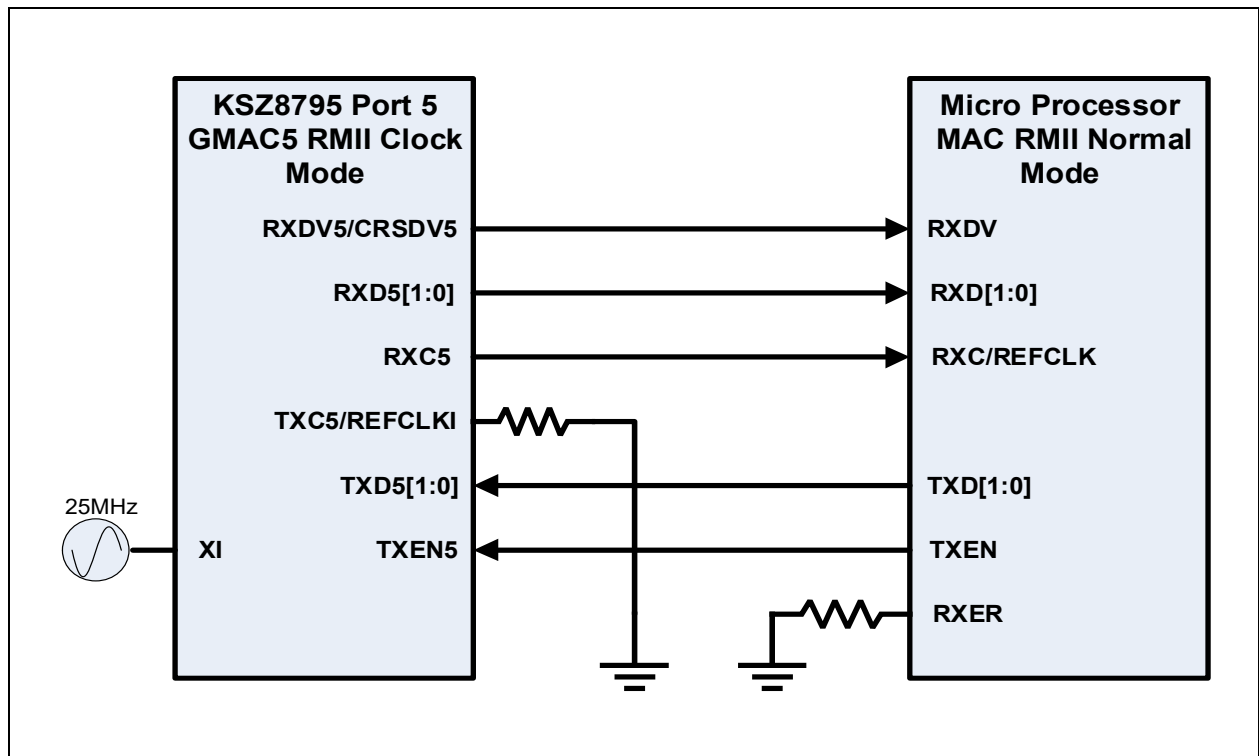 KSZ8795 Port 5
GMAC5 RMII Clock
Mode
RXDV5/CRSDV5
RXD5[1:0]
RXC5
TXC5/REFCLKI
TXD5[1:0]
25MHz
XI
TXEN5
Micro Processor
MAC RMII Normal
Mode
RXDV
RXD[1:0]
RXC/REFCLK
TXD[1:0]
TXEN
RXER